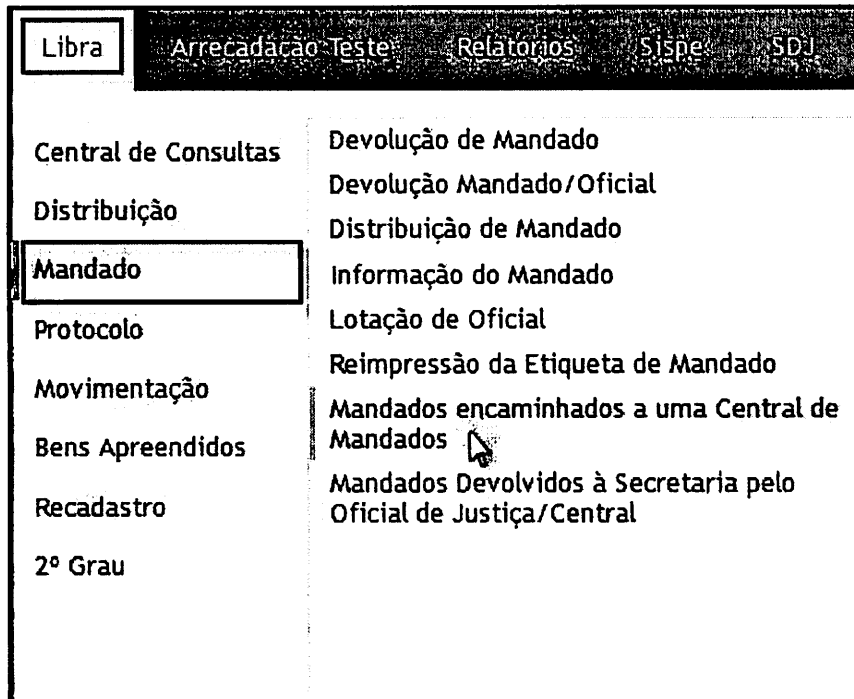 Libra Arrecadação Teste Relatórios Sispe SDJ
Central de Consultas
Distribuição
Mandado
Protocolo
Movimentação
Bens Apreendidos
Recadastro
2º Grau
Devolução de Mandado
Devolução Mandado/Oficial
Distribuição de Mandado
Informação do Mandado
Lotação de Oficial
Reimpressão da Etiqueta de Mandado
Mandados encaminhados a uma Central de
Mandados
Mandados Devolvidos à Secretaria pelo
Oficial de Justiça/Central